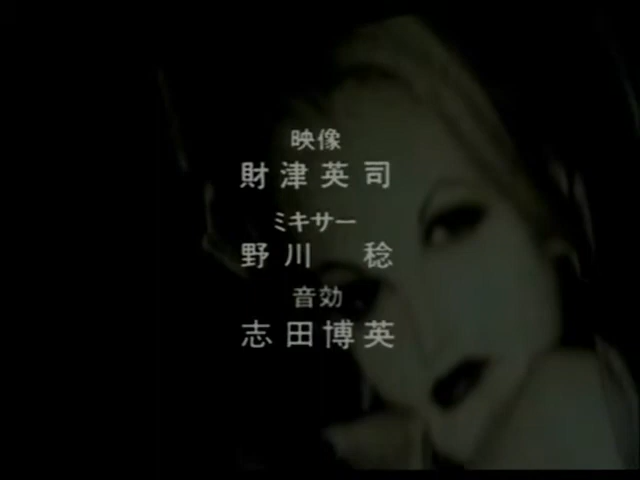 映像
財津英司
ミキサー
野川　稔
音効
志田博英